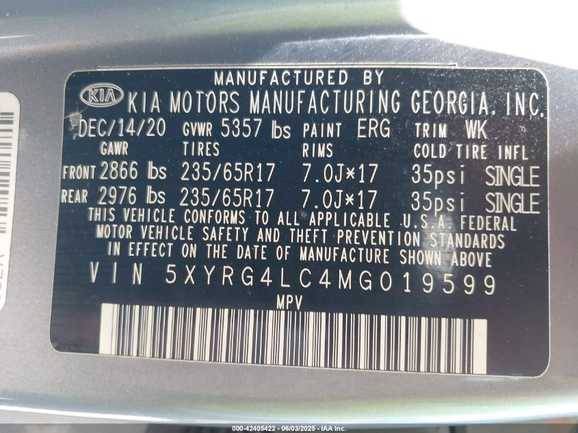 MANUFACTURED BY
KIA KIA MOTORS MANUFACTURING GEORGIA, INC.
DEC/14/20 GVWR 5357 lbs PAINT ERG TRIM WK
GAWR TIRES RIMS COLD TIRE INFL
FRONT 2866 lbs 235/65R17 7.0J×17 35psi SINGLE
REAR 2976 lbs 235/65R17 7.0J×17 35psi SINGLE
THIS VEHICLE CONFORMS TO ALL APPLICABLE U.S.A. FEDERAL
MOTOR VEHICLE SAFETY AND THEFT PREVENTION STANDARDS
IN EFFECT ON THE DATE OF MANUFACTURE SHOWN ABOVE.
VIN 5XYRG4LC4MG019599
MPV
000-42405422 - 06/03/2025 - IAA Inc.